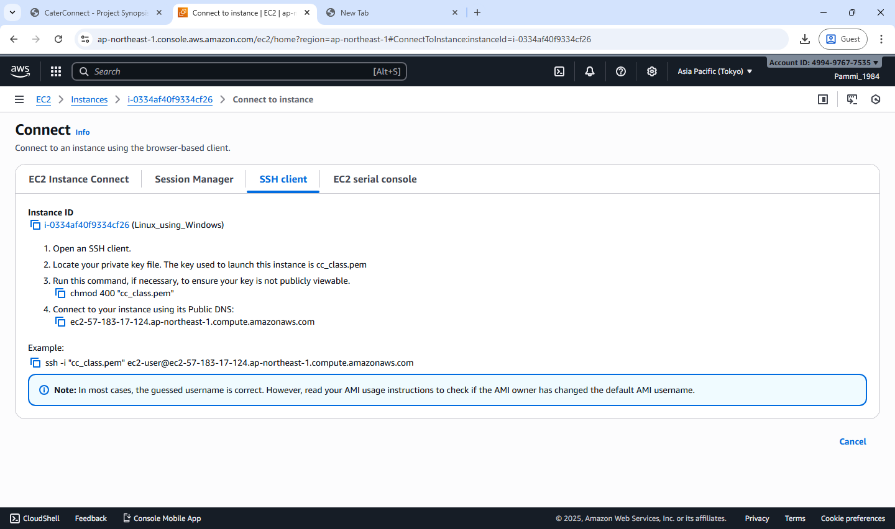 CaterConnect - Project Synopsi
Connect to instance | EC2 | ap-
New Tab
ap-northeast-1.console.aws.amazon.com/ec2/home?region=ap-northeast-1#ConnectToInstance:instanceId=i-0334af40f9334cf26
Guest
aws
Search
[Alt+S]
Asia Pacific (Tokyo) ▼
Account ID: 4994-9767-7535 ▼
Pammi_1984
EC2 > Instances > i-0334af40f9334cf26 > Connect to instance
Connect Info
Connect to an instance using the browser-based client.
EC2 Instance Connect
Session Manager
SSH client
EC2 serial console
Instance ID
i-0334af40f9334cf26 (Linux_using_Windows)
1. Open an SSH client.
2. Locate your private key file. The key used to launch this instance is cc_class.pem
3. Run this command, if necessary, to ensure your key is not publicly viewable.
chmod 400 "cc_class.pem"
4. Connect to your instance using its Public DNS:
ec2-57-183-17-124.ap-northeast-1.compute.amazonaws.com
Example:
ssh -i "cc_class.pem" ec2-user@ec2-57-183-17-124.ap-northeast-1.compute.amazonaws.com
Note: In most cases, the guessed username is correct. However, read your AMI usage instructions to check if the AMI owner has changed the default AMI username.
Cancel
CloudShell
Feedback
Console Mobile App
© 2025, Amazon Web Services, Inc. or its affiliates.
Privacy
Terms
Cookie preferences